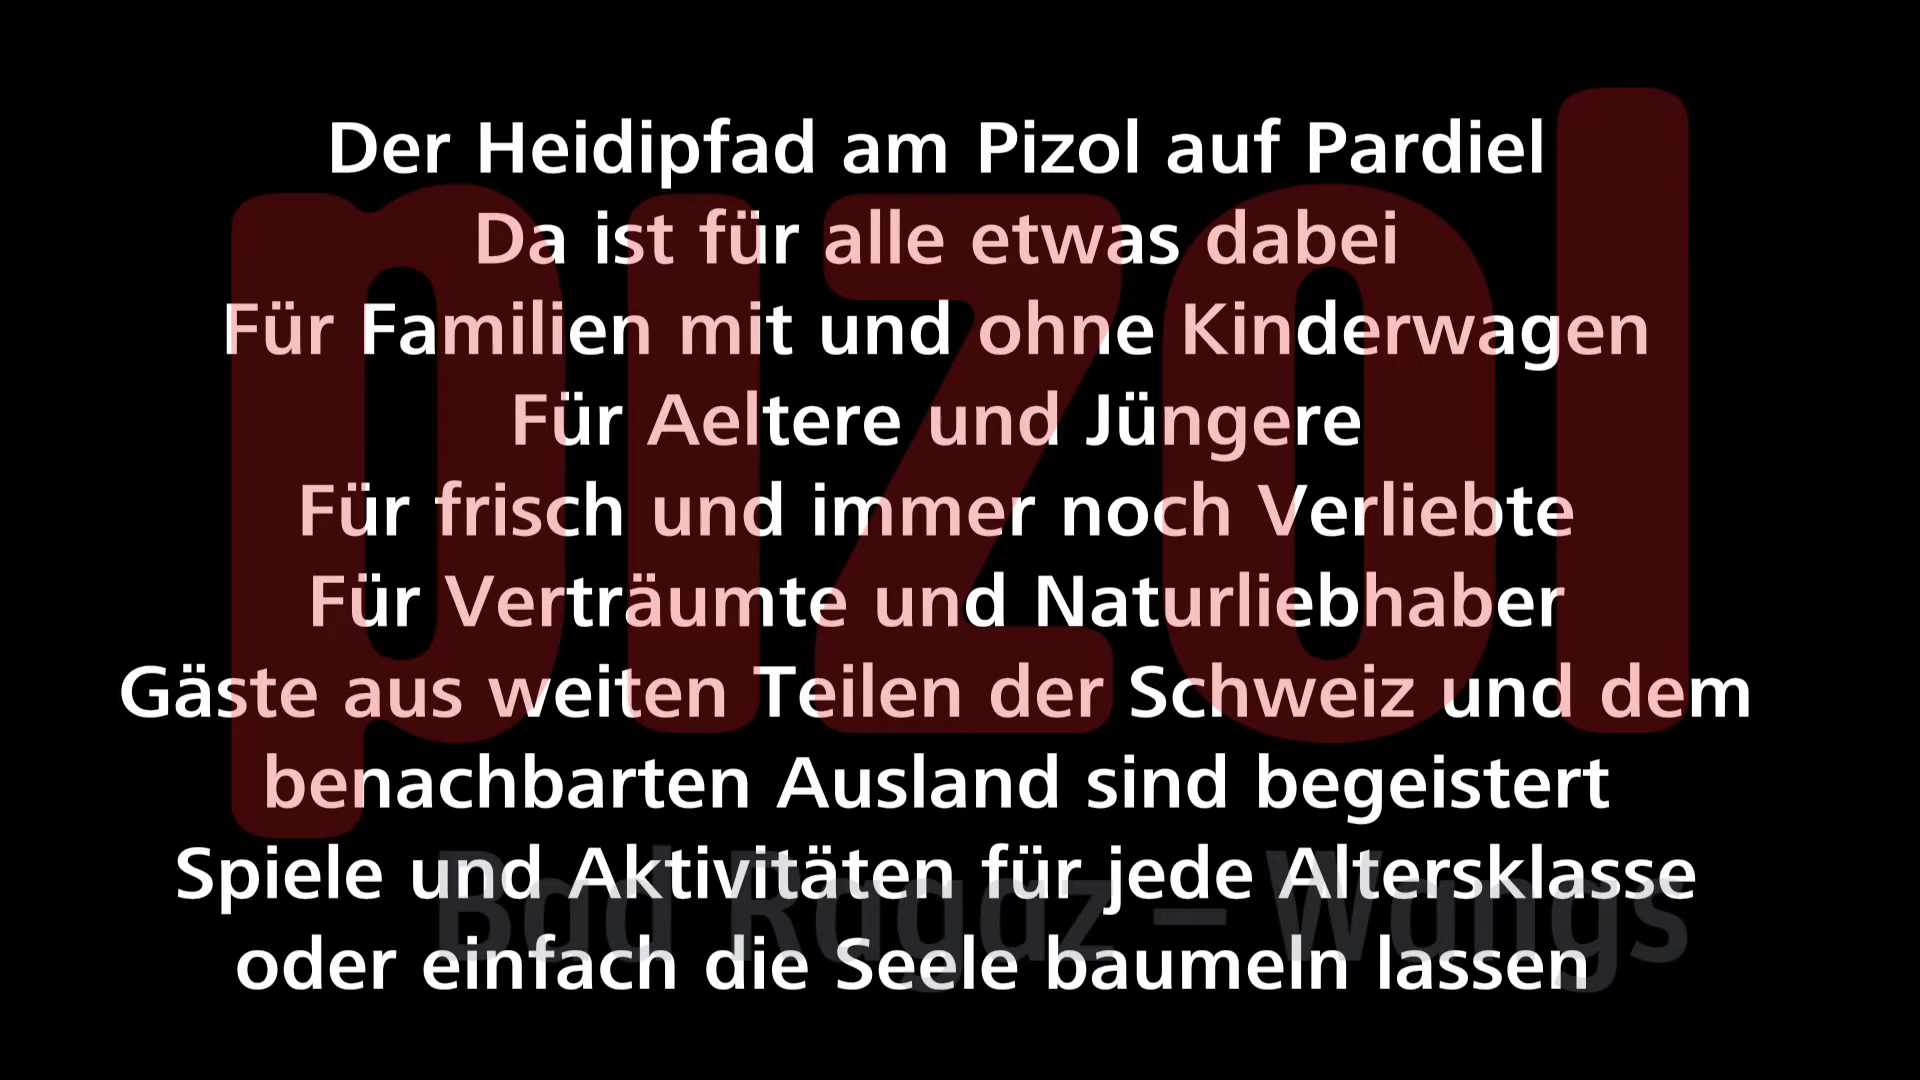 Der Heidipfad am Pizol auf Pardiel
Da ist für alle etwas dabei
Für Familien mit und ohne Kinderwagen
Für Aeltere und Jüngere
Für frisch und immer noch Verliebte
Für Verträumte und Naturliebhaber
Gäste aus weiten Teilen der Schweiz und dem
benachbarten Ausland sind begeistert
Spiele und Aktivitäten für jede Altersklasse
oder einfach die Seele baumeln lassen
pizol
Bad Ragaz – Wangs